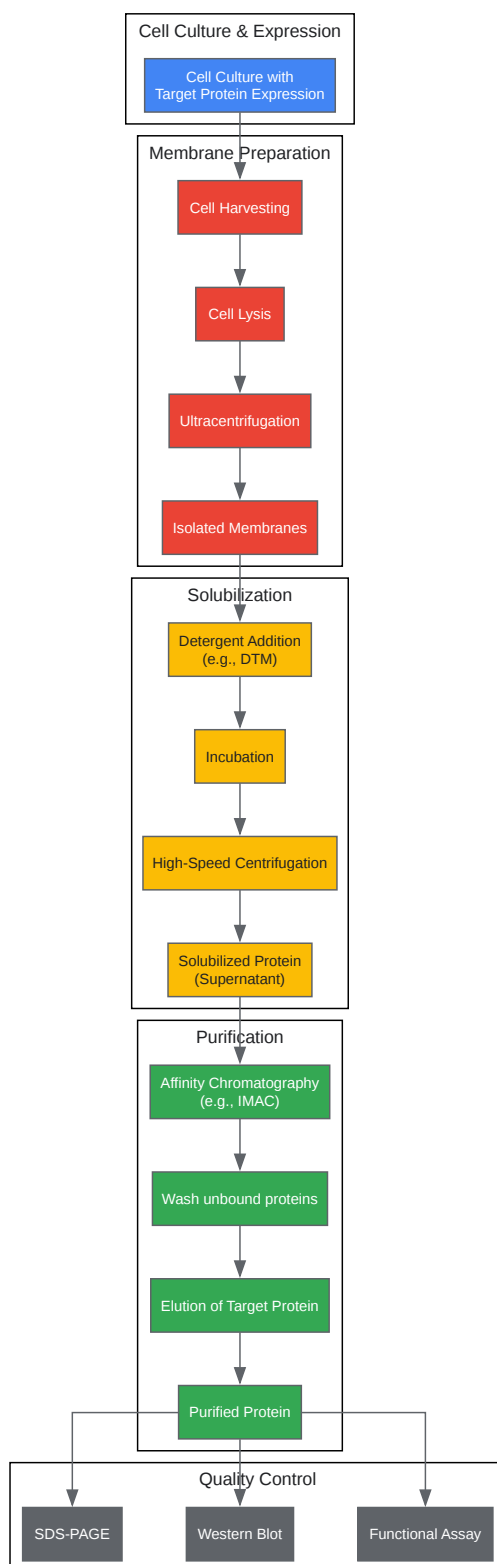 Cell Culture & Expression
Cell Culture with
Target Protein Expression
Membrane Preparation
Cell Harvesting
Cell Lysis
Ultracentrifugation
Isolated Membranes
Solubilization
Detergent Addition
(e.g., DTM)
Incubation
High-Speed Centrifugation
Solubilized Protein
(Supernatant)
Purification
Affinity Chromatography
(e.g., IMAC)
Wash unbound proteins
Elution of Target Protein
Purified Protein
Quality Control
SDS-PAGE
Western Blot
Functional Assay